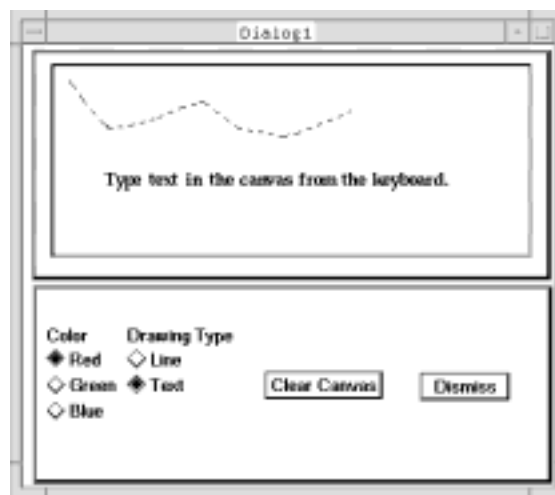 Dialog1
Type text in the canvas from the keyboard.
Color Drawing Type
Red Line
Green Text
Blue
Clear Canvas Dismiss